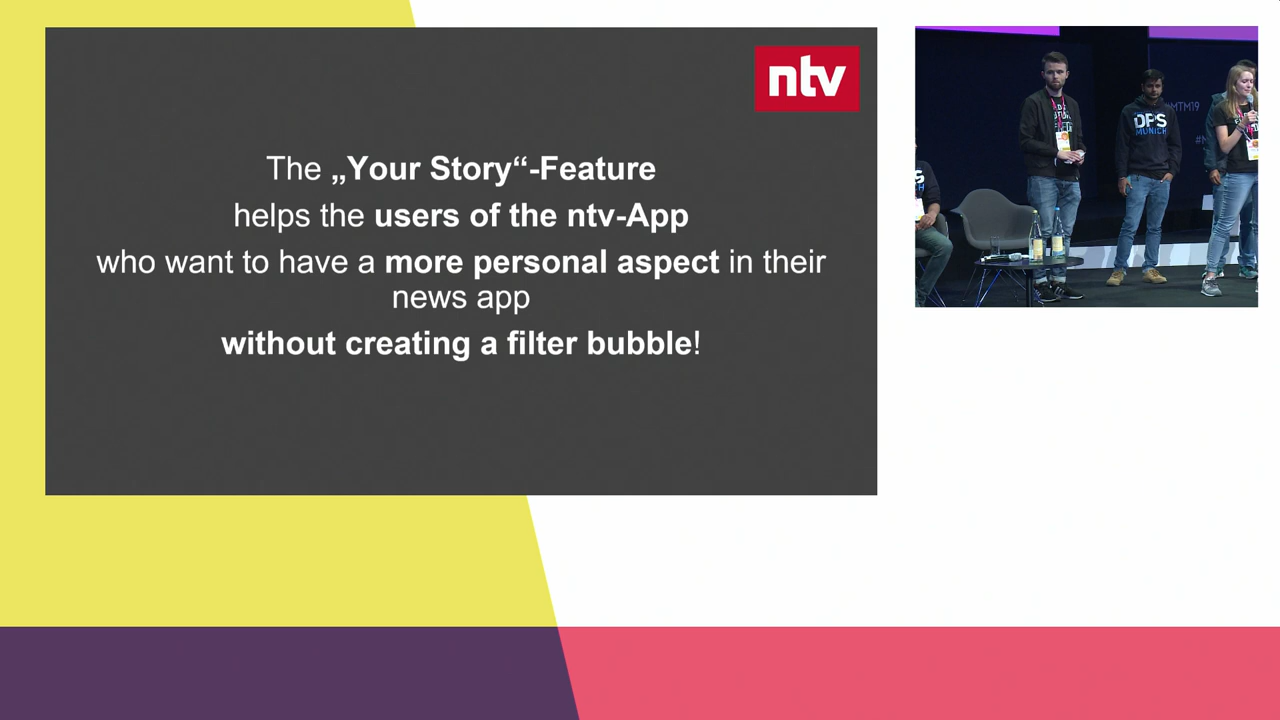 ntv
The „Your Story“-Feature
helps the users of the ntv-App
who want to have a more personal aspect in their
news app
without creating a filter bubble!
MTM19
DPS
MUNICH